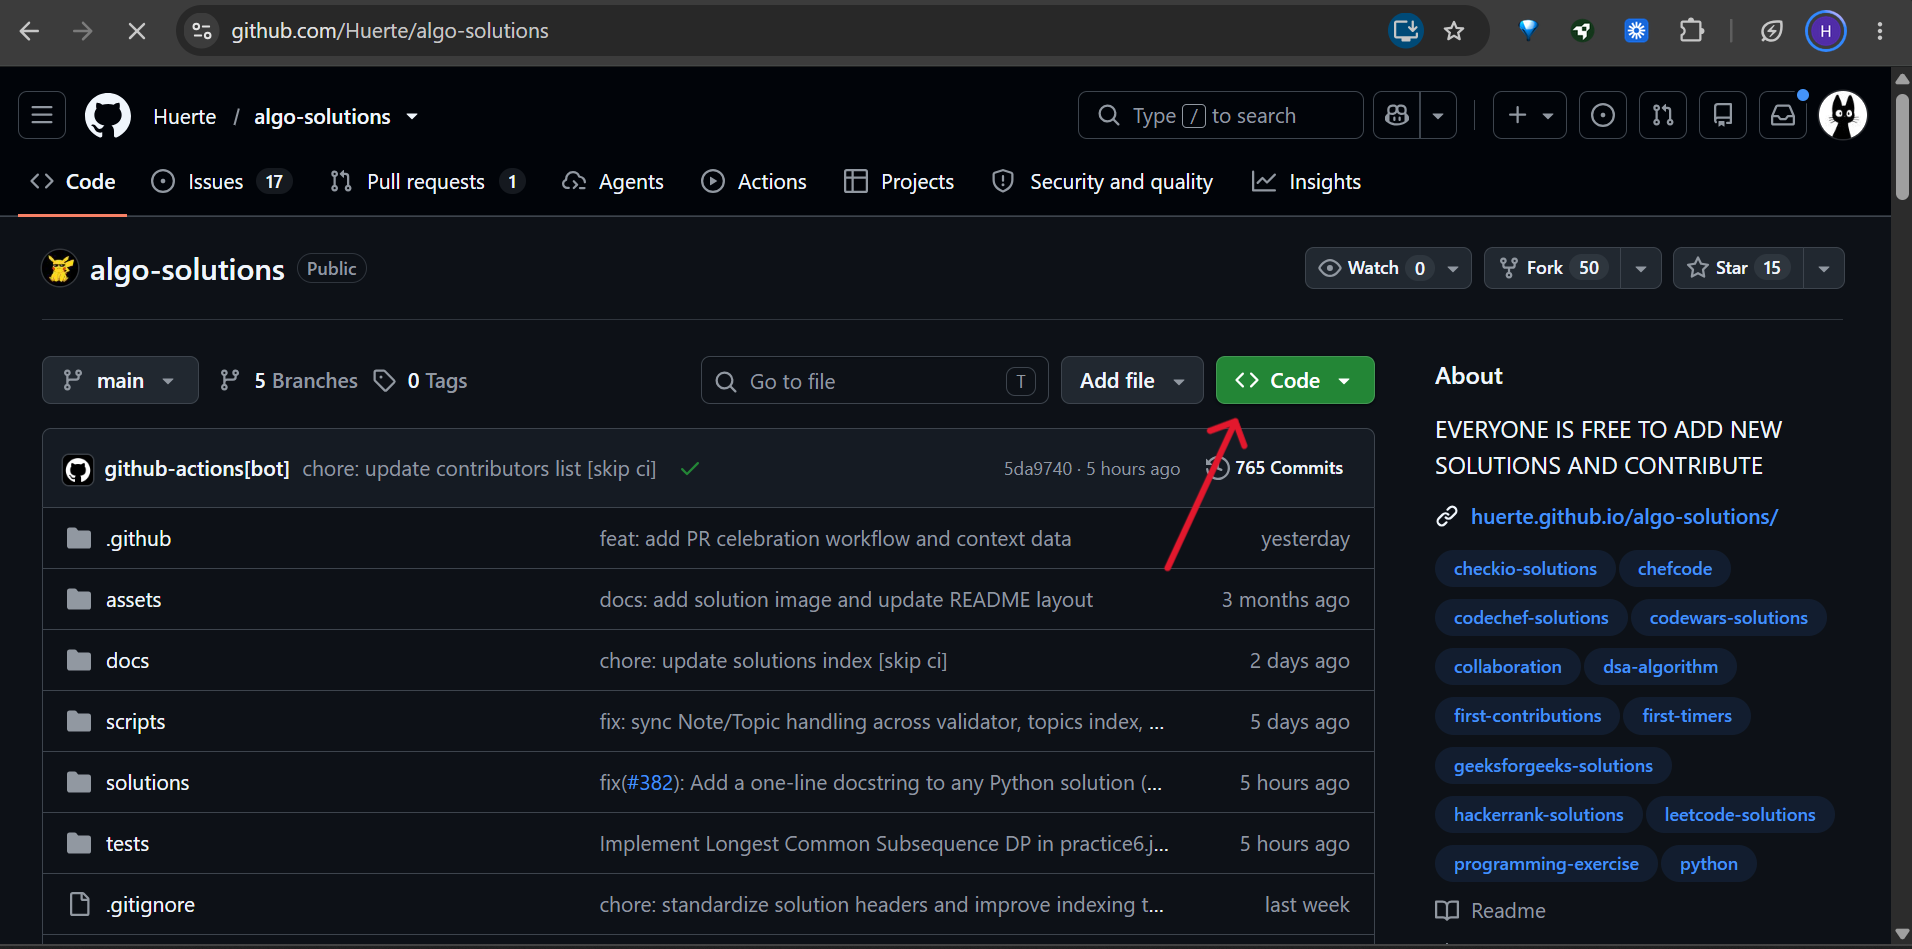 github.com/Huerte/algo-solutions
H
Huerte / algo-solutions
Type / to search
Code
Issues 17
Pull requests 1
Agents
Actions
Projects
Security and quality
Insights
algo-solutions Public
Watch 0
Fork 50
Star 15
main
5 Branches
0 Tags
Go to file T
Add file
Code
github-actions[bot] chore: update contributors list [skip ci] 5da9740 · 5 hours ago 765 Commits
.github feat: add PR celebration workflow and context data yesterday
assets docs: add solution image and update README layout 3 months ago
docs chore: update solutions index [skip ci] 2 days ago
scripts fix: sync Note/Topic handling across validator, topics index, ... 5 days ago
solutions fix(#382): Add a one-line docstring to any Python solution (... 5 hours ago
tests Implement Longest Common Subsequence DP in practice6.j... 5 hours ago
.gitignore chore: standardize solution headers and improve indexing t... last week
About
EVERYONE IS FREE TO ADD NEW
SOLUTIONS AND CONTRIBUTE
huerte.github.io/algo-solutions/
checkio-solutions chefcode
codechef-solutions codewars-solutions
collaboration dsa-algorithm
first-contributions first-timers
geeksforgeeks-solutions
hackerrank-solutions leetcode-solutions
programming-exercise python
Readme